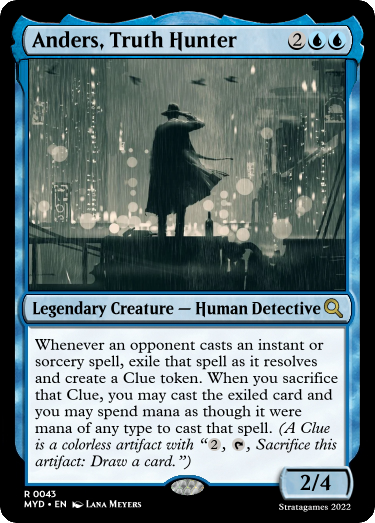 Anders, Truth Hunter 2
Legendary Creature — Human Detective
Whenever an opponent casts an instant or
sorcery spell, exile that spell as it resolves
and create a Clue token. When you sacrifice
that Clue, you may cast the exiled card and
you may spend mana as though it were
mana of any type to cast that spell. (A Clue
is a colorless artifact with “2, , Sacrifice this
artifact: Draw a card.”)
2/4
R 0043
MYD • EN Lana Meyers
Stratagames 2022